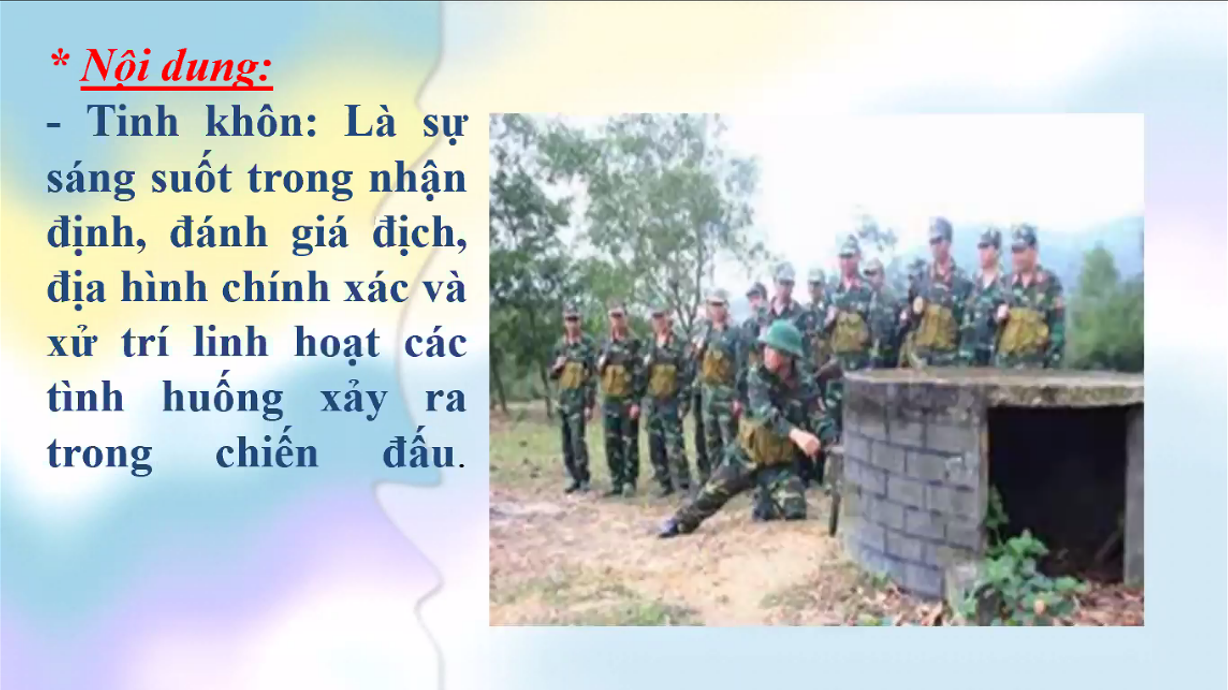 * Nội dung:
- Tinh khôn: Là sự
sáng suốt trong nhận
định, đánh giá địch,
địa hình chính xác và
xử trí linh hoạt các
tình huống xảy ra
trong chiến đấu.